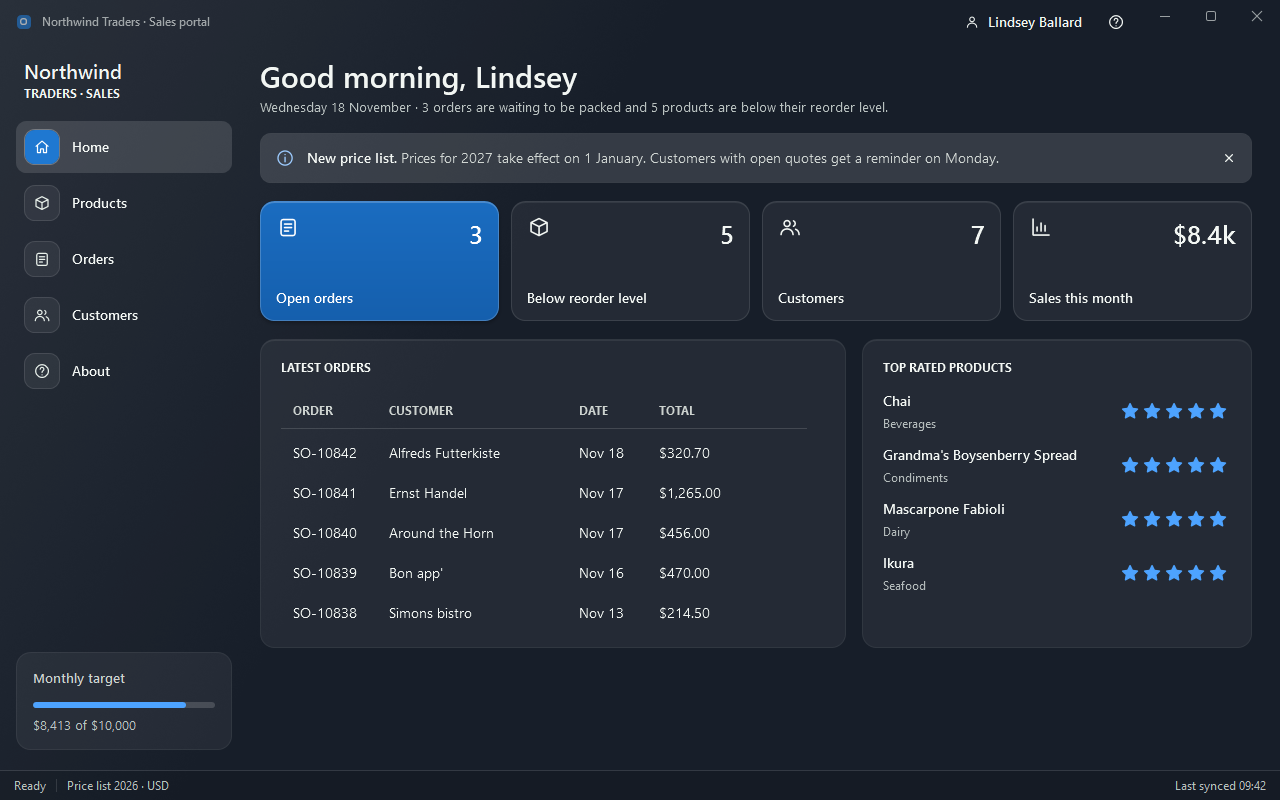 Northwind Traders · Sales portal
Lindsey Ballard
Northwind
TRADERS · SALES
Home
Products
Orders
Customers
About
Monthly target
$8,413 of $10,000
Good morning, Lindsey
Wednesday 18 November · 3 orders are waiting to be packed and 5 products are below their reorder level.
New price list. Prices for 2027 take effect on 1 January. Customers with open quotes get a reminder on Monday.
3
Open orders
5
Below reorder level
7
Customers
$8.4k
Sales this month
LATEST ORDERS
ORDER CUSTOMER DATE TOTAL
SO-10842 Alfreds Futterkiste Nov 18 $320.70
SO-10841 Ernst Handel Nov 17 $1,265.00
SO-10840 Around the Horn Nov 17 $456.00
SO-10839 Bon app' Nov 16 $470.00
SO-10838 Simons bistro Nov 13 $214.50
TOP RATED PRODUCTS
Chai
Beverages
Grandma's Boysenberry Spread
Condiments
Mascarpone Fabioli
Dairy
Ikura
Seafood
Ready
Price list 2026 · USD
Last synced 09:42